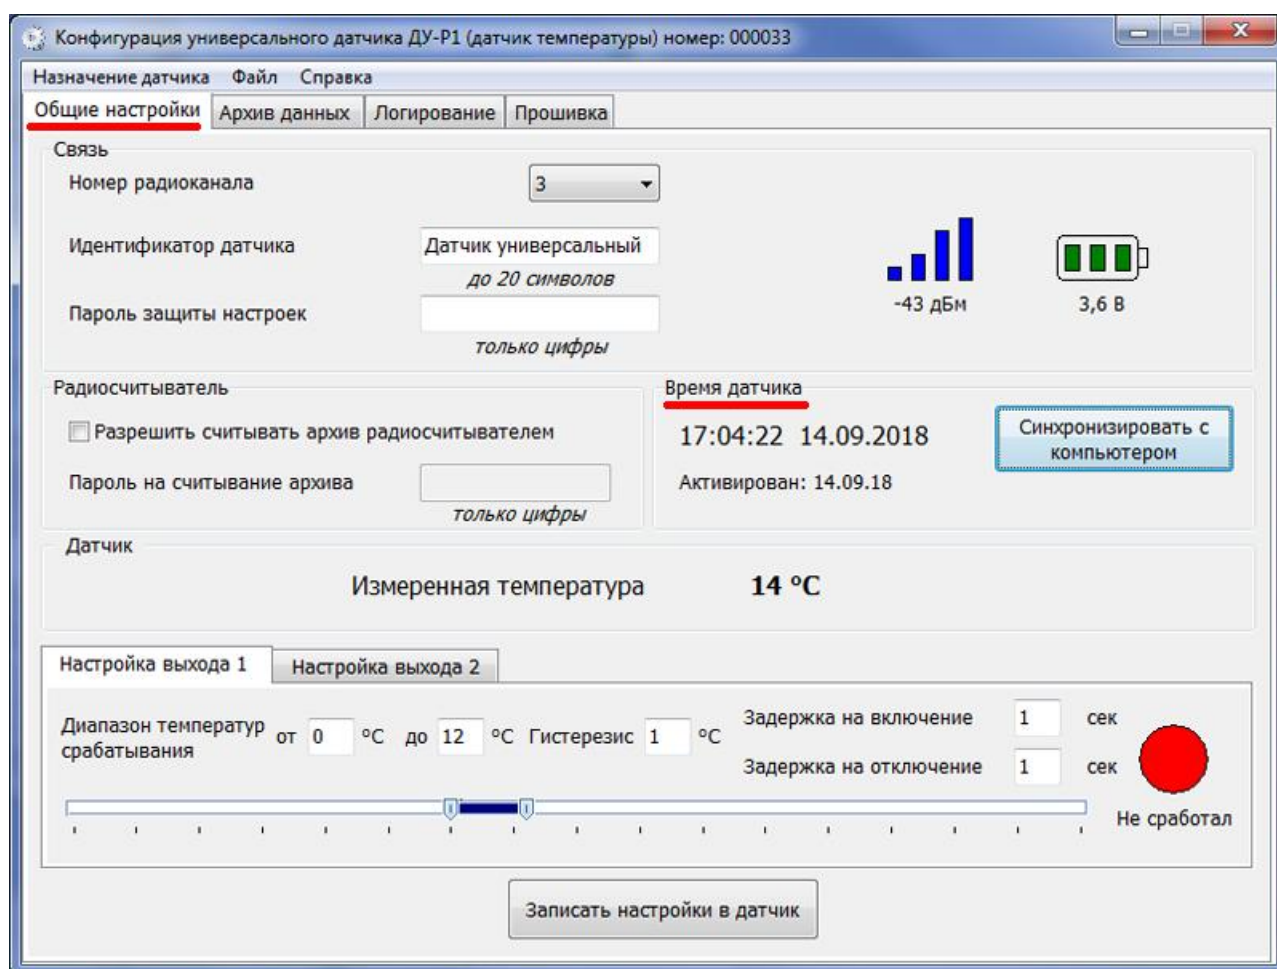 Конфигурация универсального датчика ДУ-Р1 (датчик температуры) номер: 000033
Назначение датчика Файл Справка
Общие настройки Архив данных Логирование Прошивка
Связь
Номер радиоканала 3
Идентификатор датчика Датчик универсальный
до 20 символов
Пароль защиты настроек
только цифры
-43 дБм 3,6 В
Радиосчитыватель
Разрешить считывать архив радиосчитывателем
Пароль на считывание архива
только цифры
Время датчика
17:04:22 14.09.2018
Активирован: 14.09.18
Синхронизировать с
компьютером
Датчик
Измеренная температура 14 °C
Настройка выхода 1 Настройка выхода 2
Диапазон температур
срабатывания
от 0 °C до 12 °C Гистерезис 1 °C
Задержка на включение 1 сек
Задержка на отключение 1 сек
Не сработал
Записать настройки в датчик